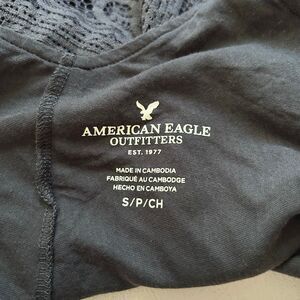 AMERICAN EAGLE
OUTFITTERS
EST. 1977
MADE IN CAMBODIA
FABRIQUÉ AU CAMBODGE
HECHO EN CAMBOYA
S/P/CH